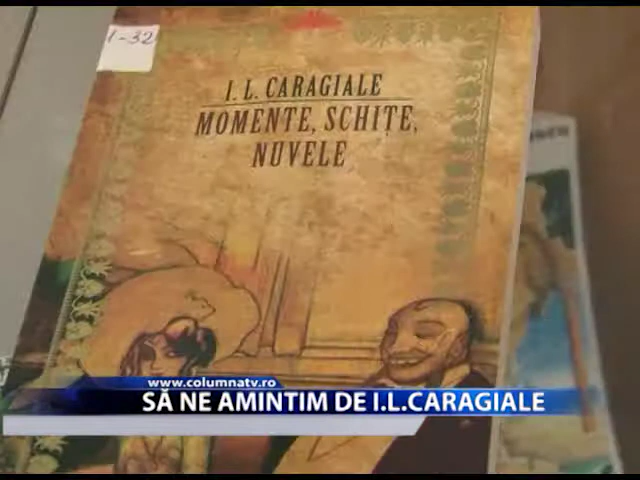 1-32
I. L. CARAGIALE
MOMENTE, SCHIȚE,
NUVELE
www.columnatv.ro
SĂ NE AMINTIM DE I.L.CARAGIALE